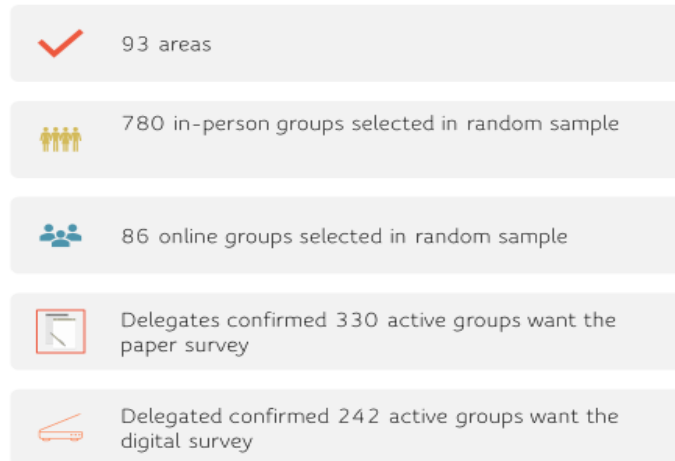 93 areas
780 in-person groups selected in random sample
86 online groups selected in random sample
Delegates confirmed 330 active groups want the
paper survey
Delegated confirmed 242 active groups want the
digital survey